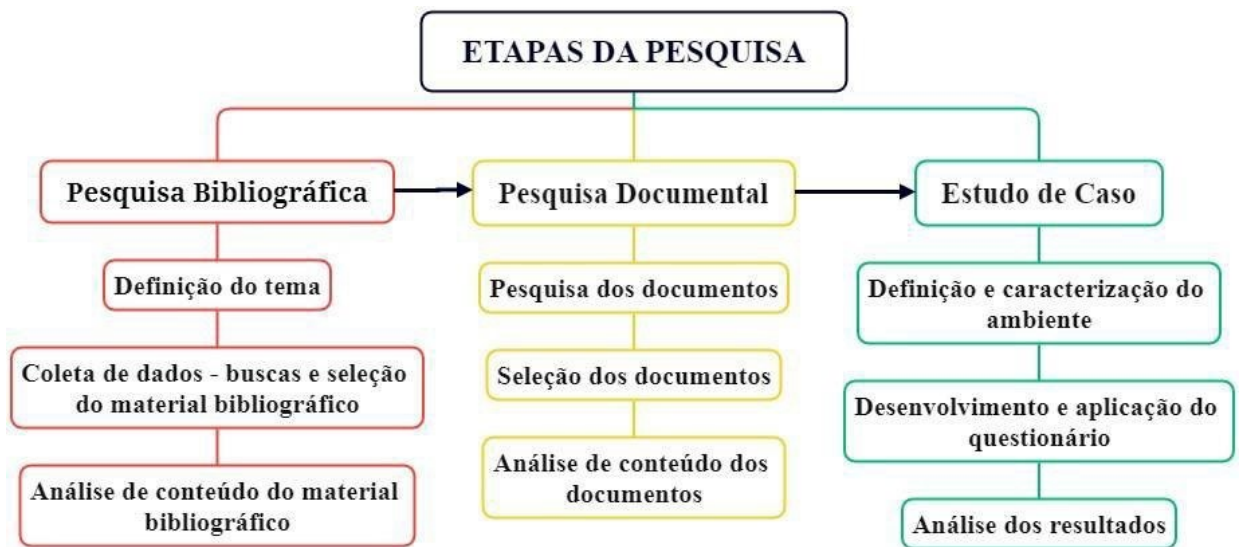 ETAPAS DA PESQUISA
Pesquisa Bibliográfica
Definição do tema
Coleta de dados - buscas e seleção
do material bibliográfico
Análise de conteúdo do material
bibliográfico
Pesquisa Documental
Pesquisa dos documentos
Seleção dos documentos
Análise de conteúdo dos
documentos
Estudo de Caso
Definição e caracterização do
ambiente
Desenvolvimento e aplicação do
questionário
Análise dos resultados